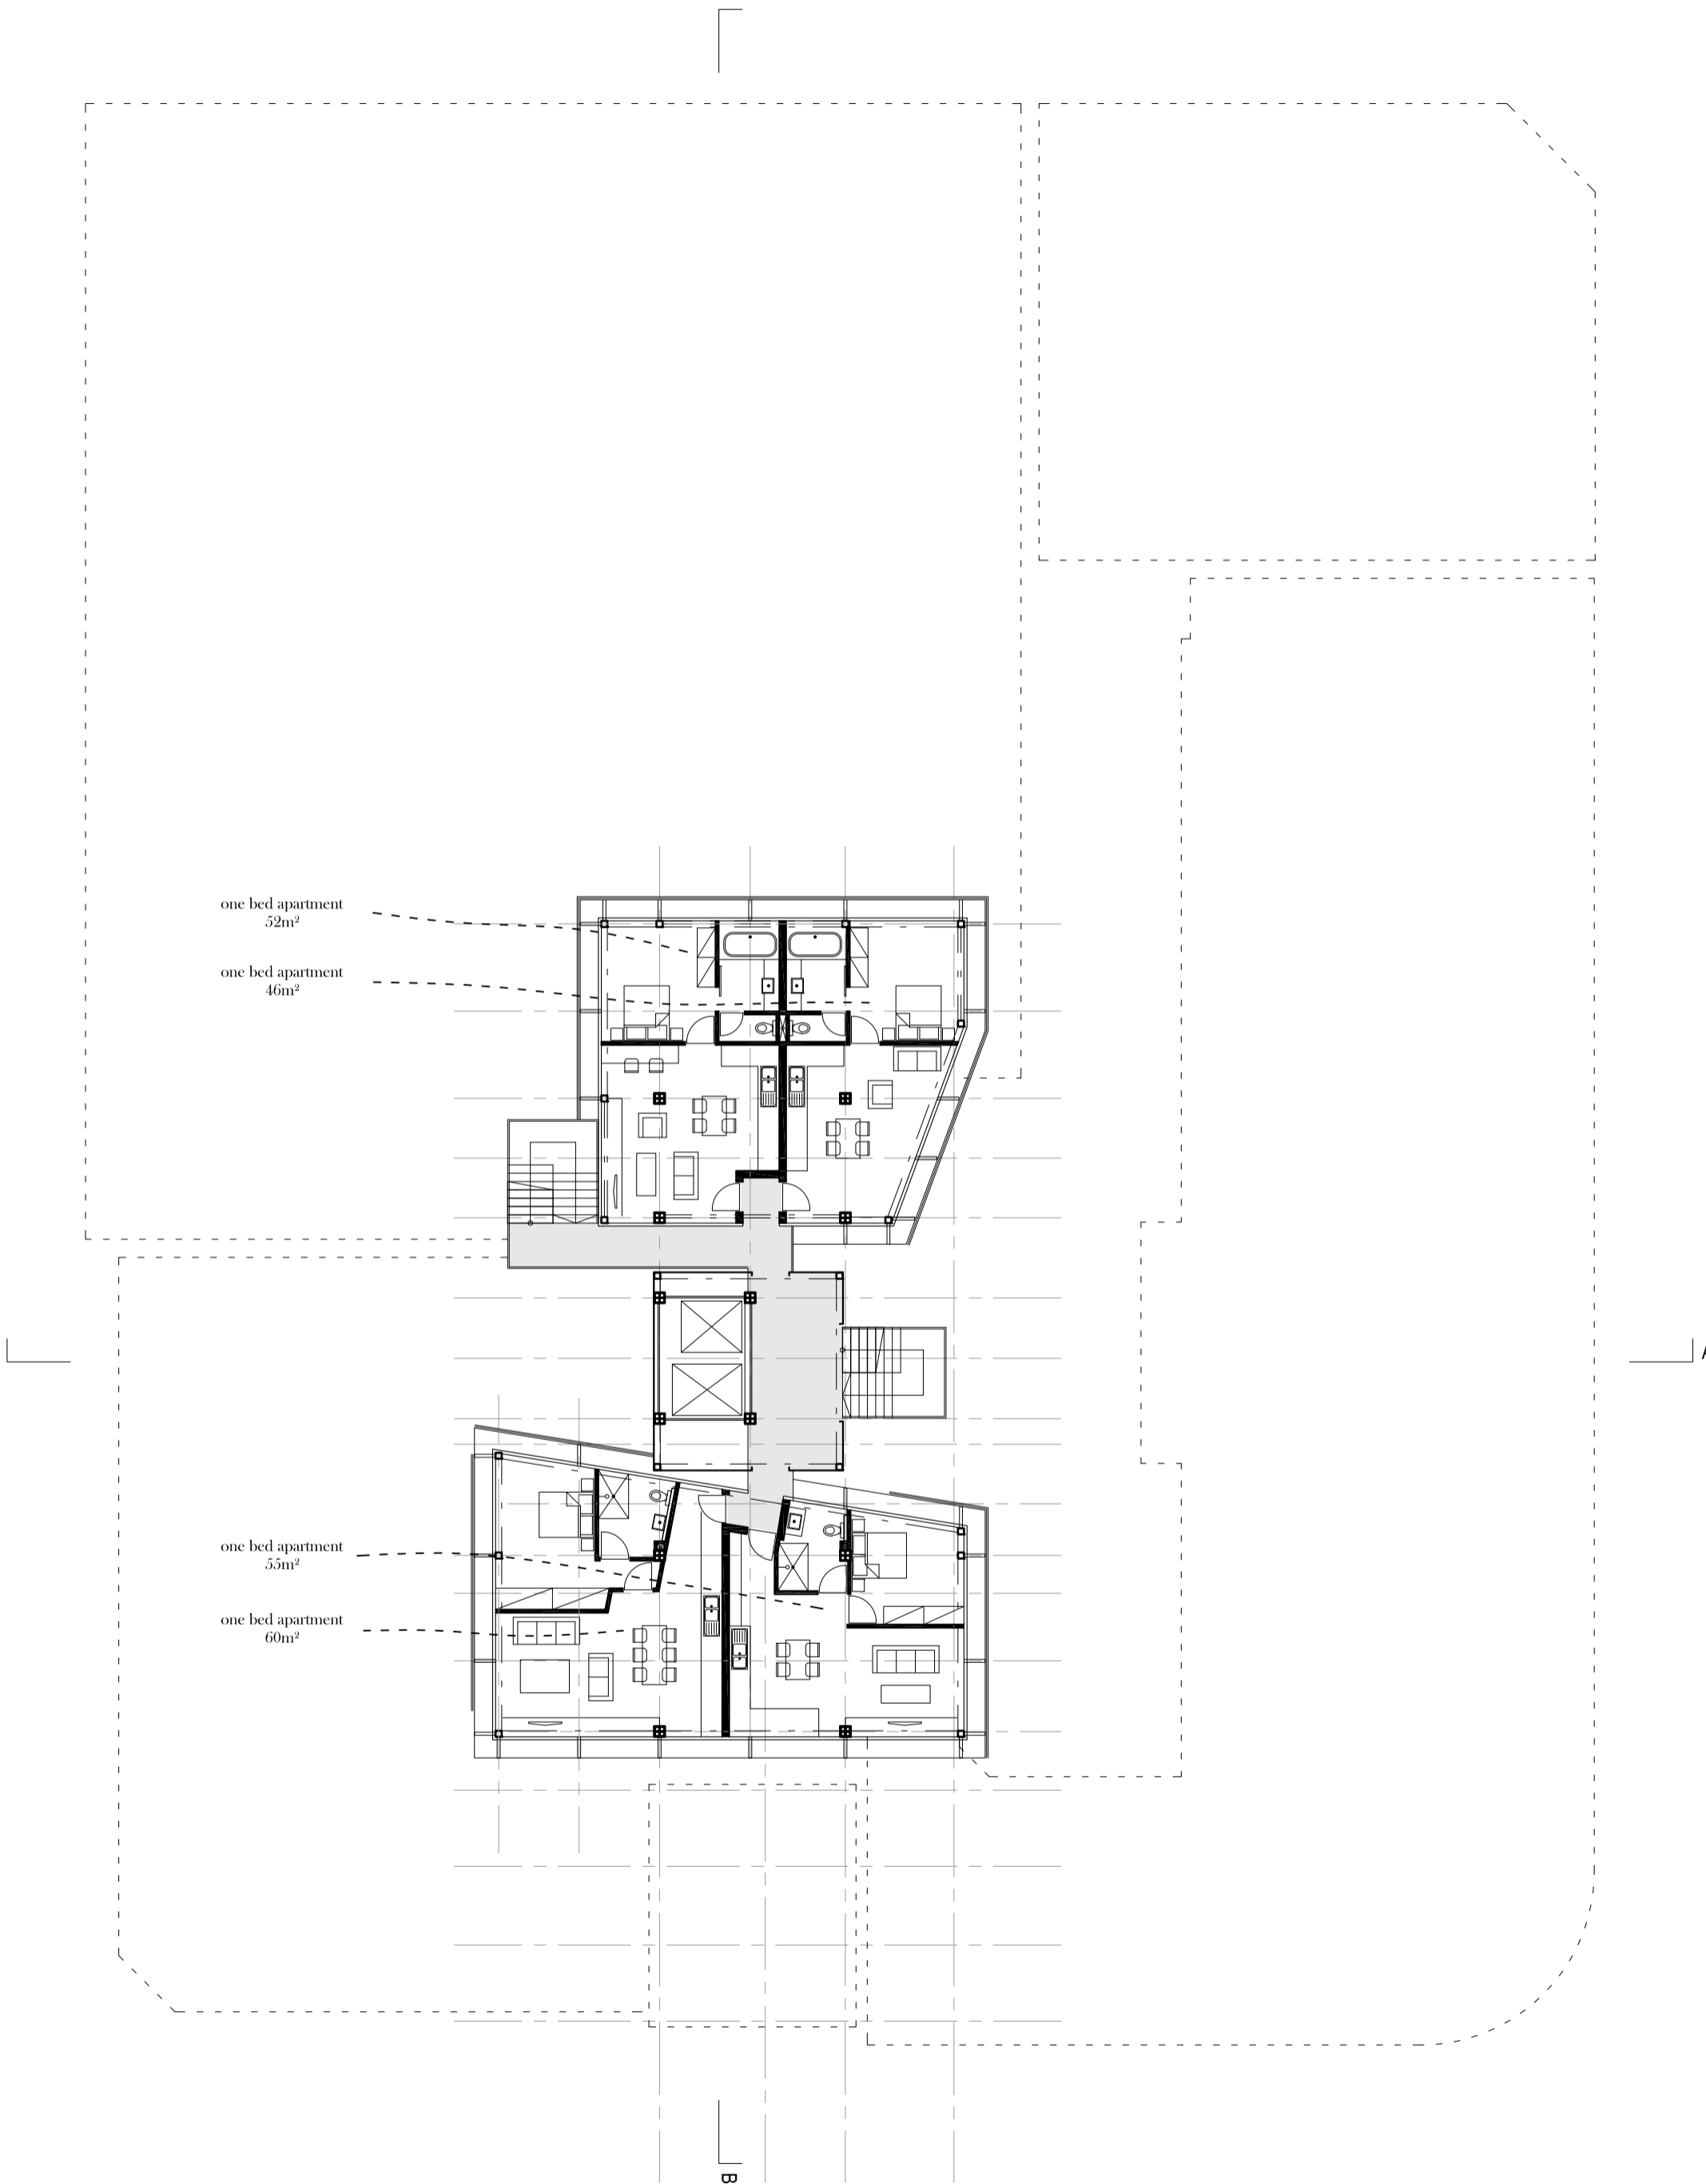 one bed apartment
52m²
one bed apartment
46m²
A
one bed apartment
55m²
one bed apartment
60m²
B